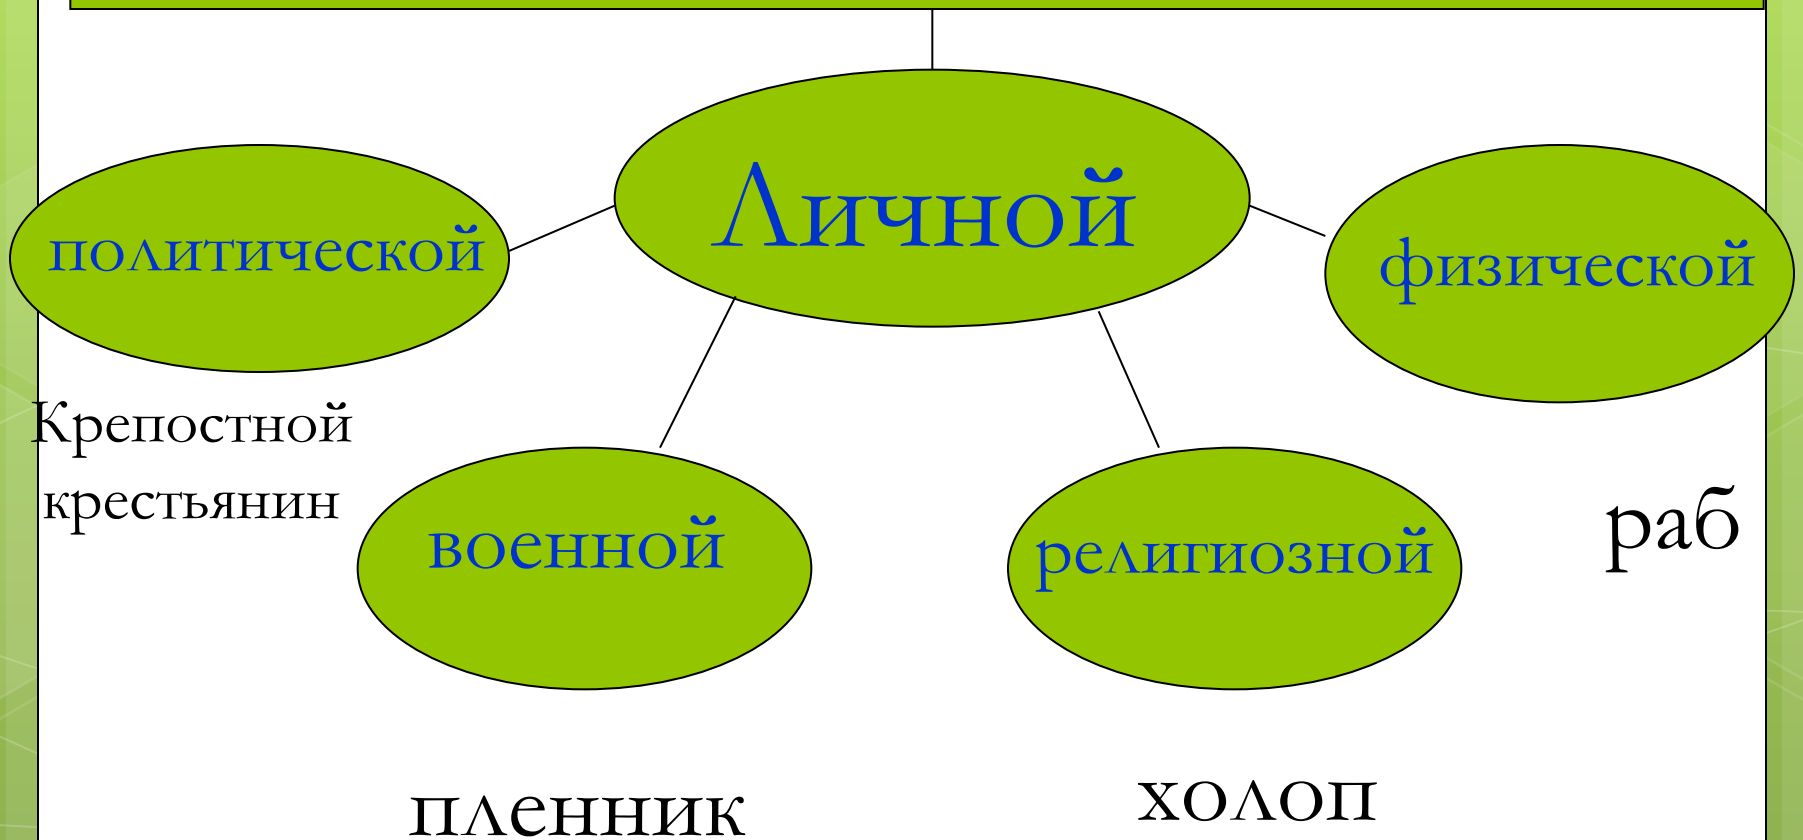 Личной
политической
физической
Крепостной
крестьянин
военной
религиозной
раб
пленник
холоп